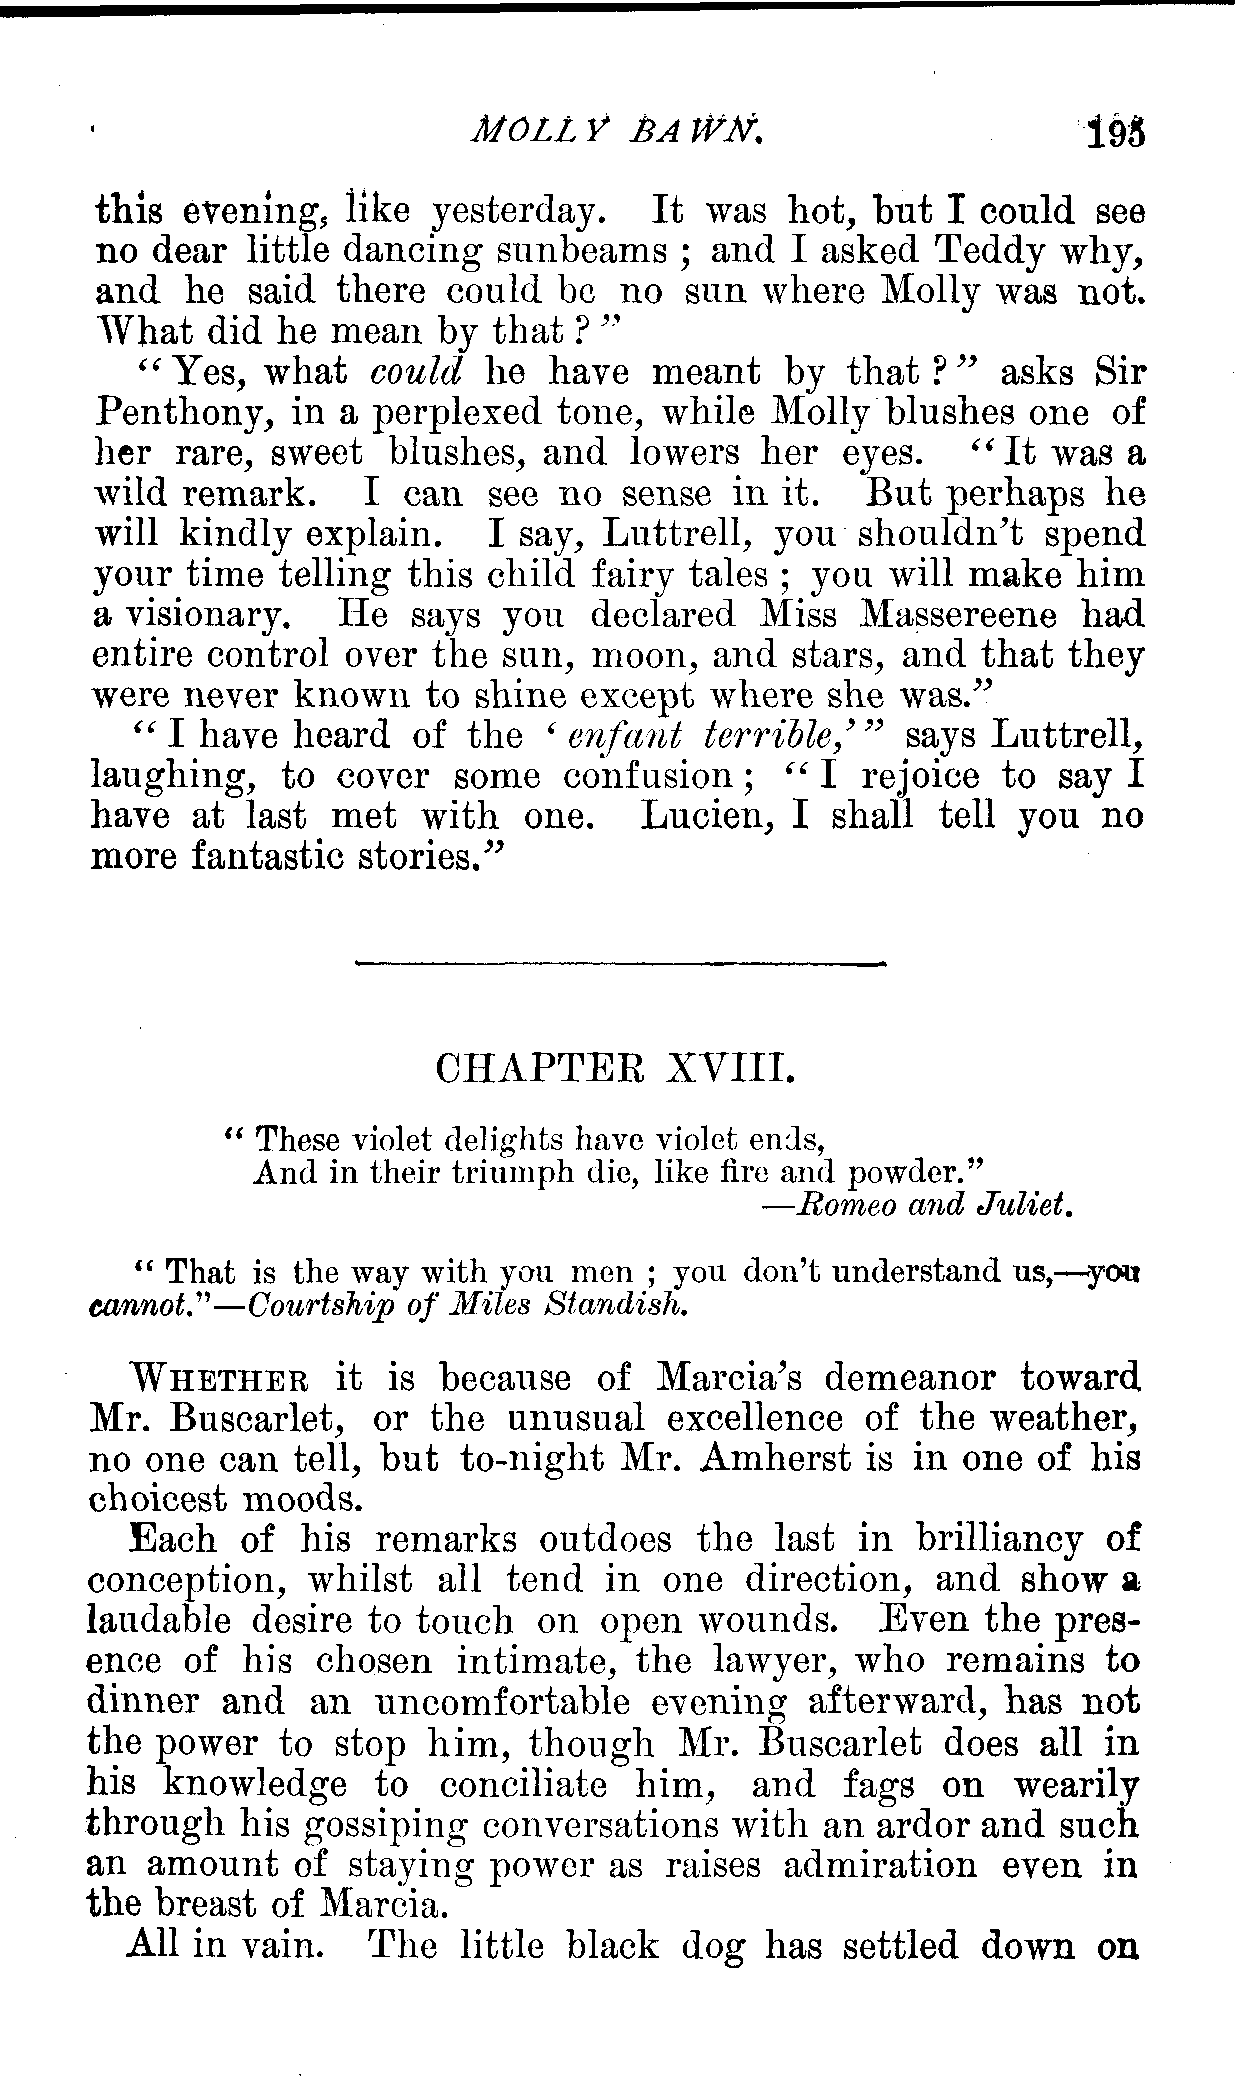 MOLLY BAWN. 195
this evening, like yesterday. It was hot, but I could see
no dear little dancing sunbeams ; and I asked Teddy why,
and he said there could be no sun where Molly was not.
What did he mean by that ? ”
“ Yes, what could he have meant by that ? ” asks Sir
Penthony, in a perplexed tone, while Molly blushes one of
her rare, sweet blushes, and lowers her eyes. “ It was a
wild remark. I can see no sense in it. But perhaps he
will kindly explain. I say, Luttrell, you shouldn’t spend
your time telling this child fairy tales ; you will make him
a visionary. He says you declared Miss Massereene had
entire control over the sun, moon, and stars, and that they
were never known to shine except where she was.”
“ I have heard of the ‘ enfant terrible,’ ” says Luttrell,
laughing, to cover some confusion ; “ I rejoice to say I
have at last met with one. Lucien, I shall tell you no
more fantastic stories.”
CHAPTER XVIII.
“ These violet delights have violet ends,
And in their triumph die, like fire and powder.”
—Romeo and Juliet.
“ That is the way with you men ; you don’t understand us,—you
cannot.”—Courtship of Miles Standish.
WHETHER it is because of Marcia’s demeanor toward
Mr. Buscarlet, or the unusual excellence of the weather,
no one can tell, but to-night Mr. Amherst is in one of his
choicest moods.
Each of his remarks outdoes the last in brilliancy of
conception, whilst all tend in one direction, and show a
laudable desire to touch on open wounds. Even the pres-
ence of his chosen intimate, the lawyer, who remains to
dinner and an uncomfortable evening afterward, has not
the power to stop him, though Mr. Buscarlet does all in
his knowledge to conciliate him, and fags on wearily
through his gossiping conversations with an ardor and such
an amount of staying power as raises admiration even in
the breast of Marcia.
All in vain. The little black dog has settled down on